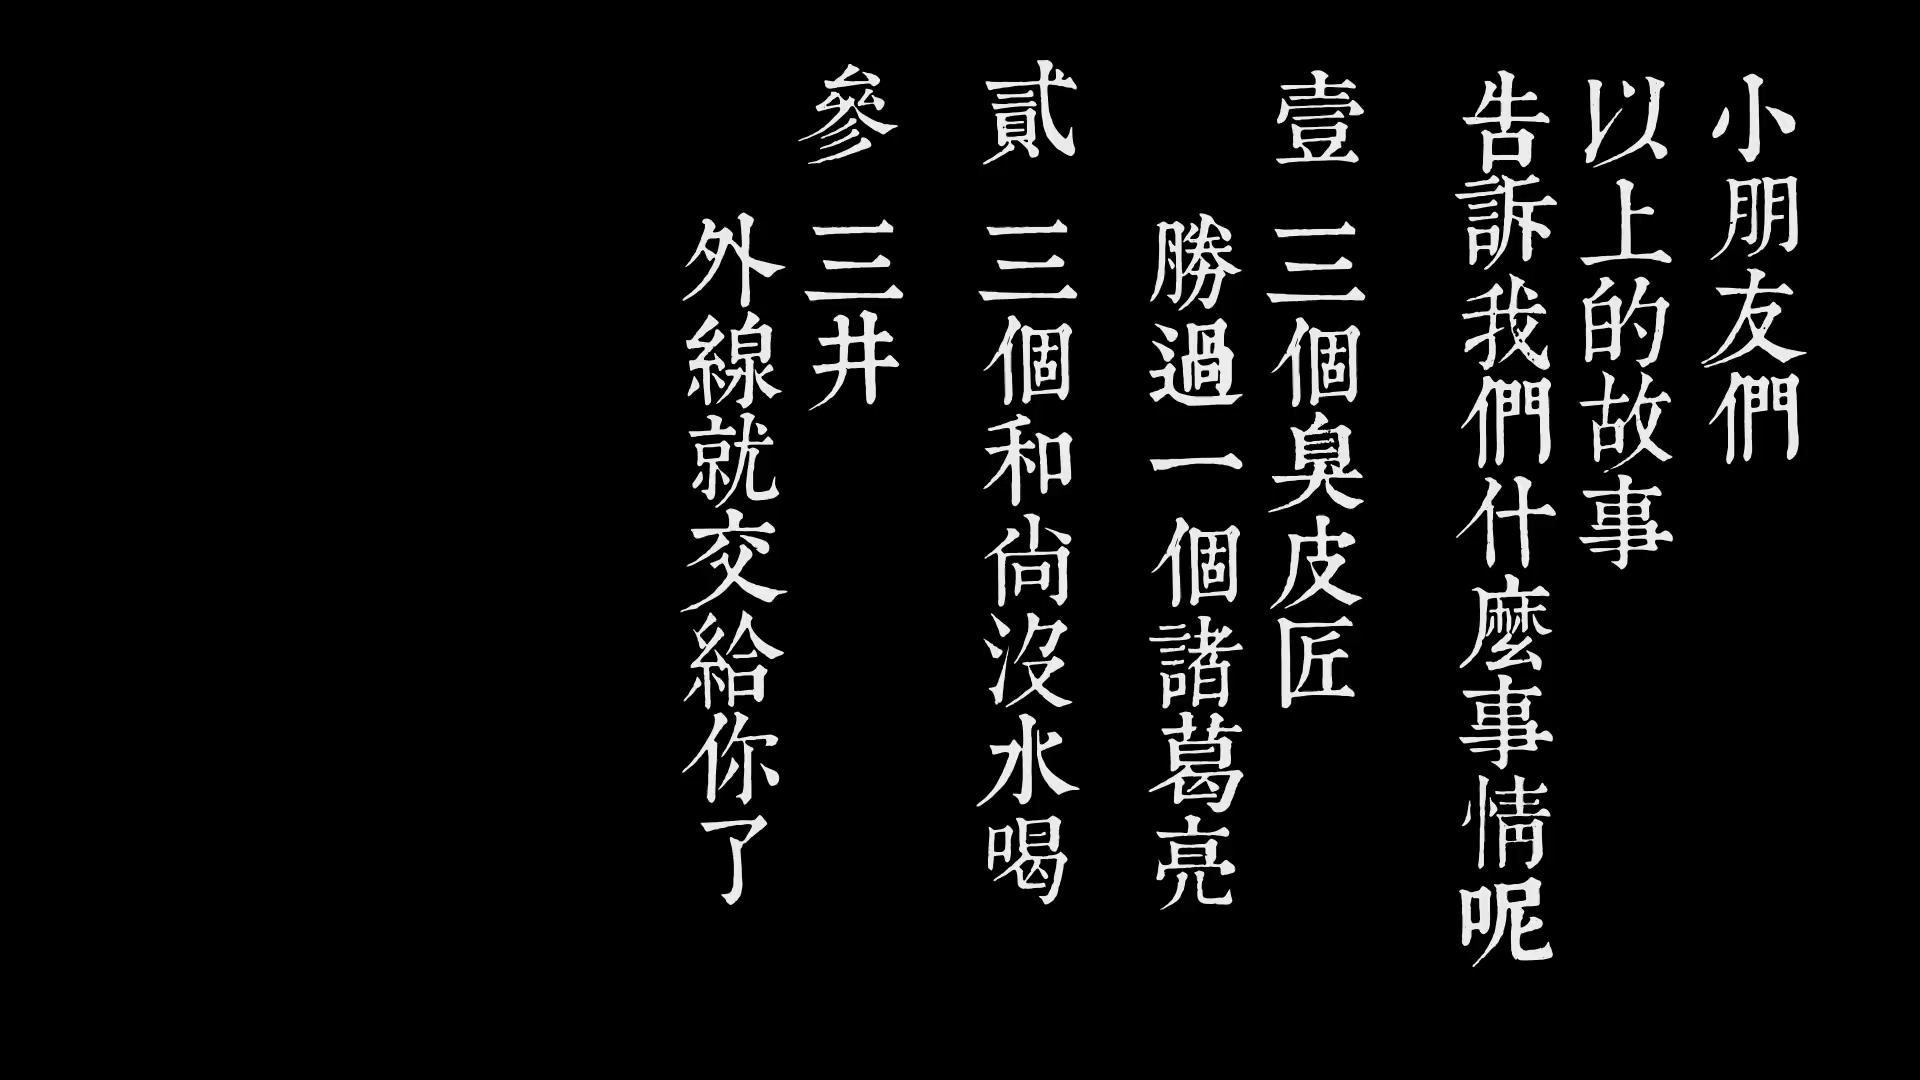 小朋友們
以上的故事
告訴我們什麼事情呢
壹 三個臭皮匠
勝過一個諸葛亮
貳 三個和尚沒水喝
參 三井
外線就交給你了